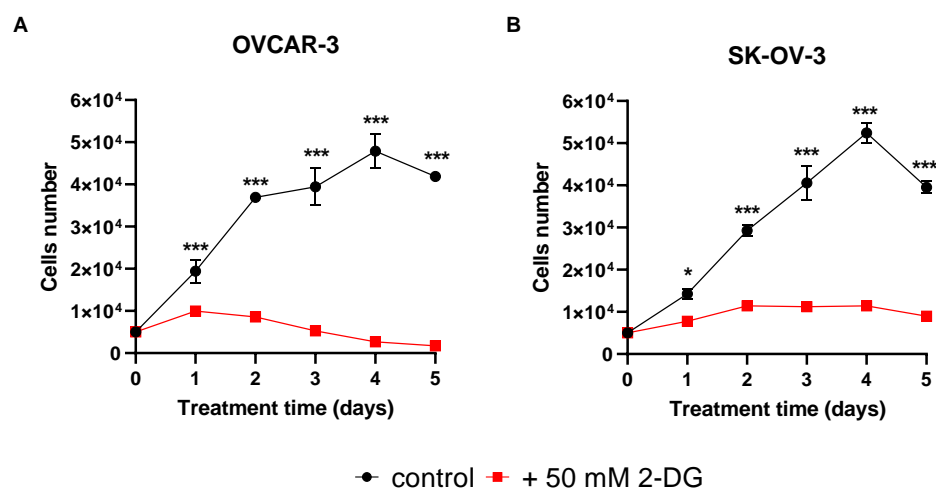 A
OVCAR-3
Cells number
6×10⁴
5×10⁴
4×10⁴
3×10⁴
2×10⁴
1×10⁴
0
***
***
***
***
***
0 1 2 3 4 5
Treatment time (days)
B
SK-OV-3
Cells number
6×10⁴
5×10⁴
4×10⁴
3×10⁴
2×10⁴
1×10⁴
0
*
***
***
***
***
0 1 2 3 4 5
Treatment time (days)
control + 50 mM 2-DG